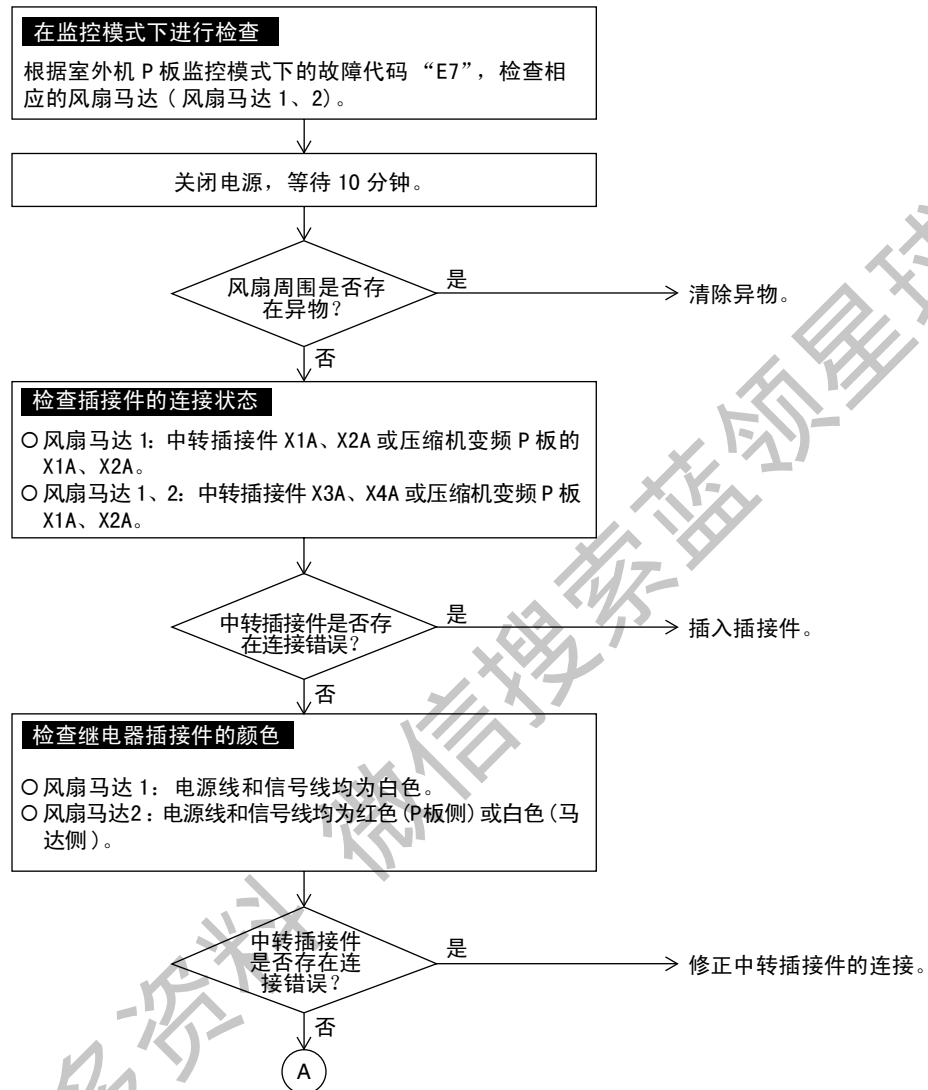 在监控模式下进行检查
根据室外机 P 板监控模式下的故障代码 “E7”，检查相
应的风扇马达 ( 风扇马达 1、2)。
关闭电源，等待 10 分钟。
风扇周围是否存
在异物？
是
清除异物。
否
检查插接件的连接状态
○ 风扇马达 1: 中转插接件 X1A、X2A 或压缩机变频 P 板的
X1A、X2A。
○ 风扇马达 1、2: 中转插接件 X3A、X4A 或压缩机变频 P 板
X1A、X2A。
中转插接件是否存
在连接错误？
是
插入插接件。
否
检查继电器插接件的颜色
○ 风扇马达 1: 电源线和信号线均为白色。
○ 风扇马达2 : 电源线和信号线均为红色 (P板侧) 或白色 (马
达侧 )。
中转插接件
是否存在连
接错误？
是
修正中转插接件的连接。
否
A
多资料 微信搜索蓝领星球